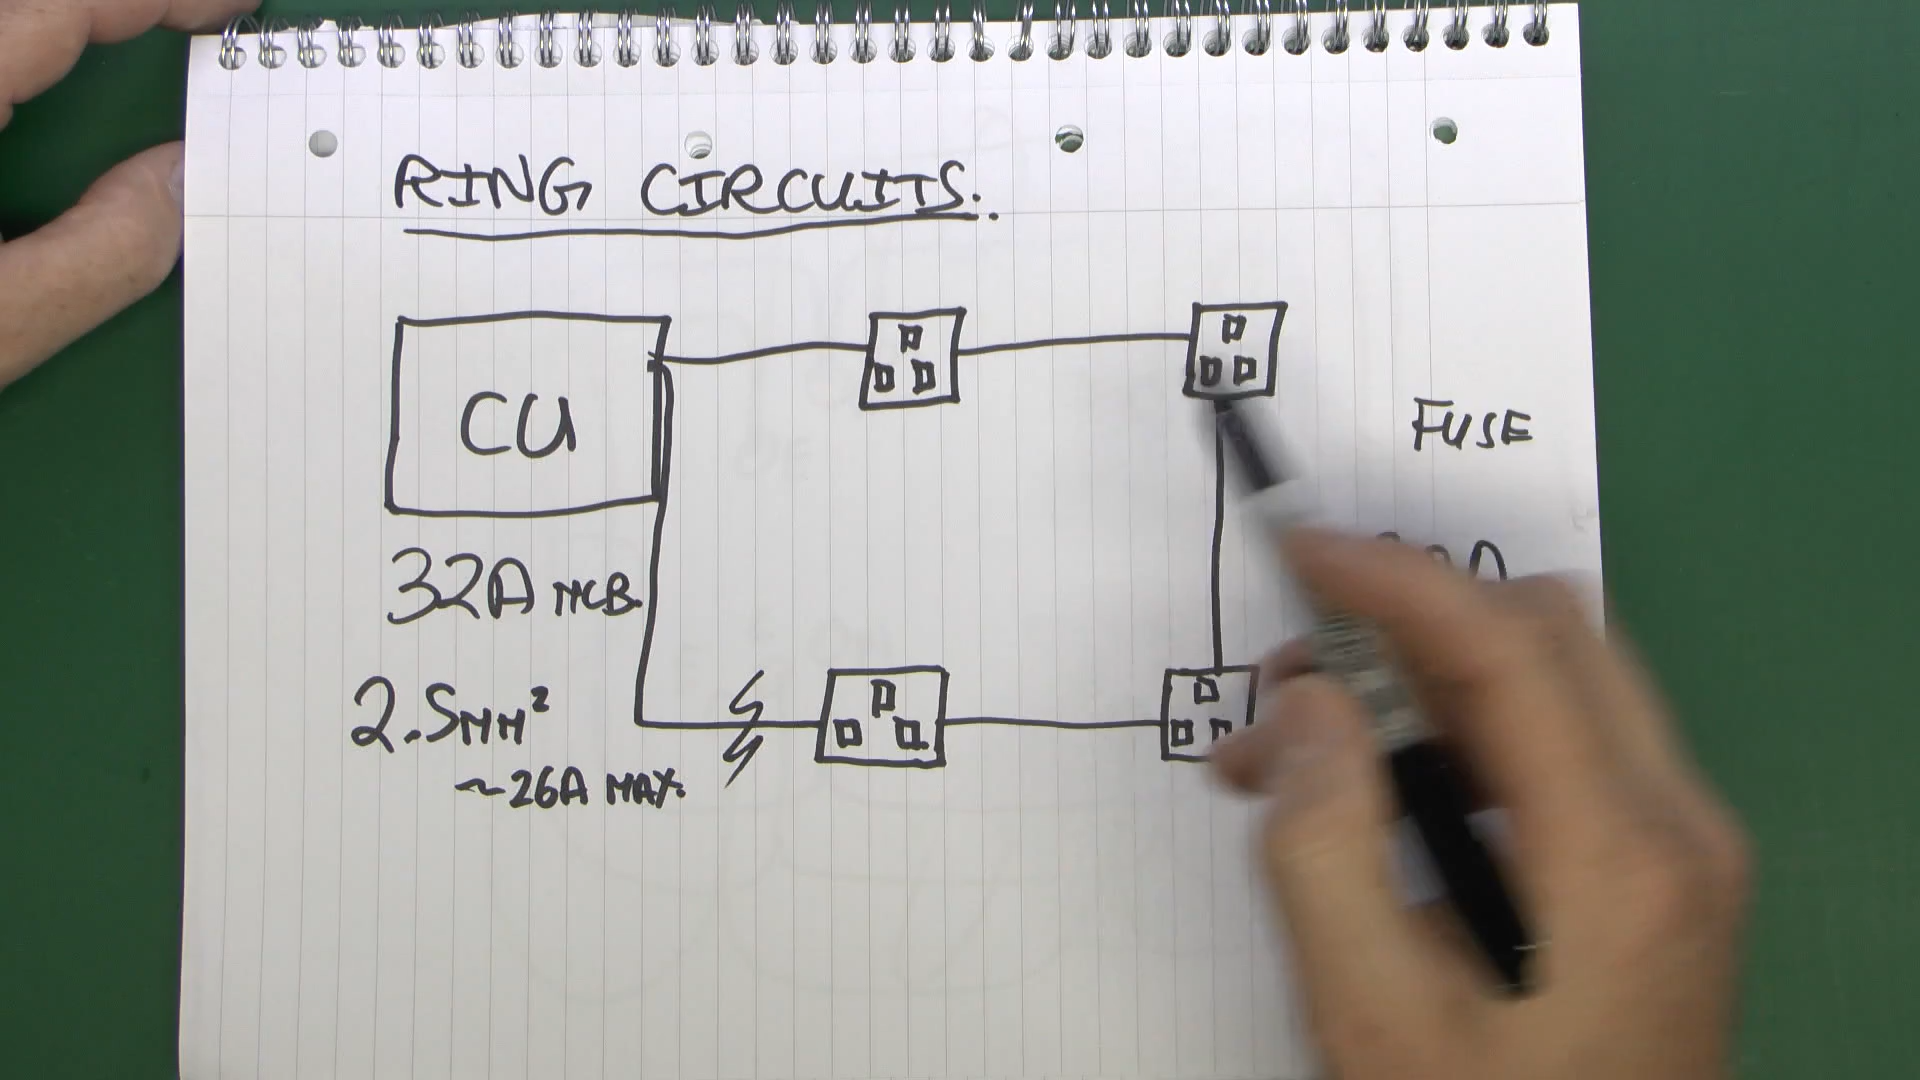 RING CIRCUITS.
CU
FUSE
32A MCB.
2.5MM²
~26A MAX.